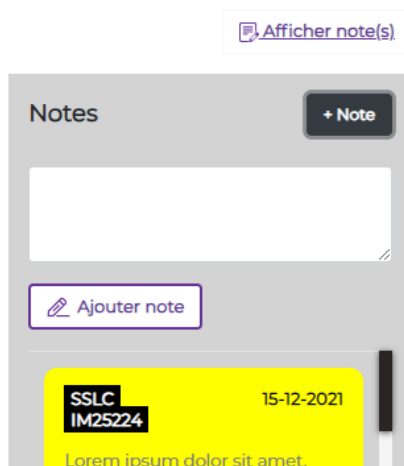 Afficher note(s)
Notes
+ Note
Ajouter note
SSLC
IM25224
15-12-2021
Lorem ipsum dolor sit amet,